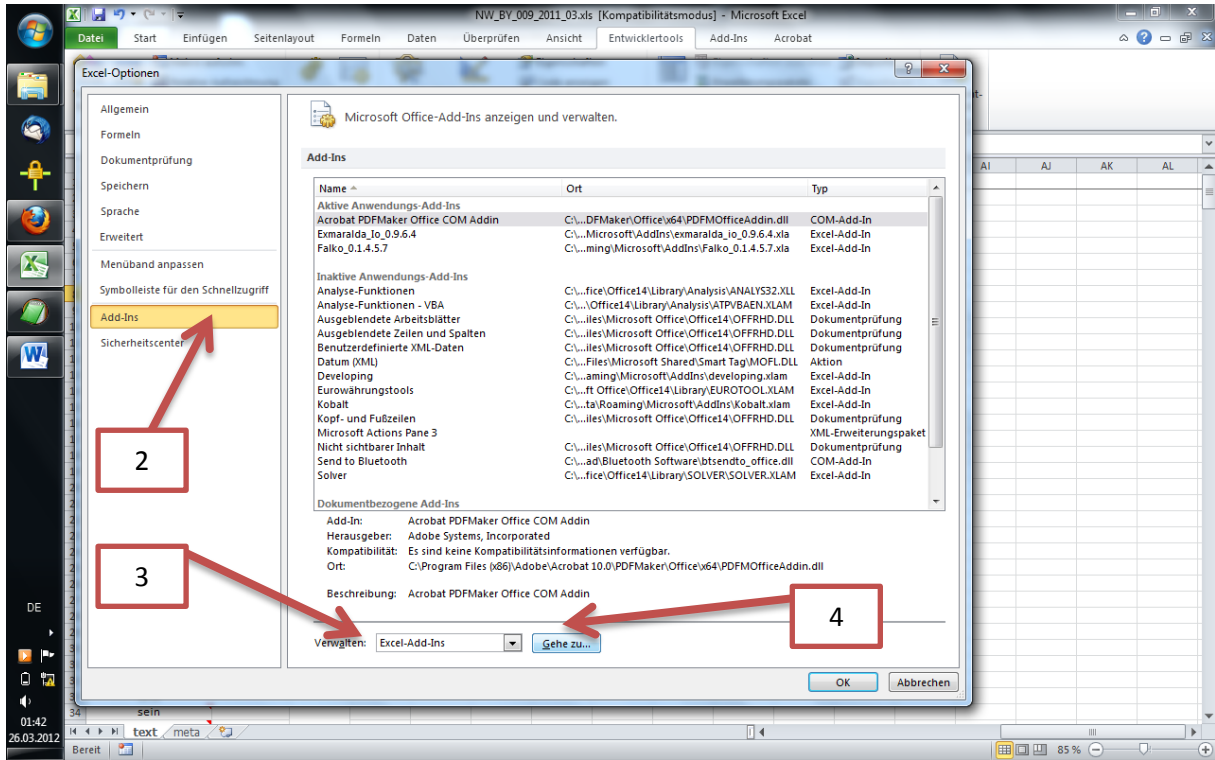 NW_BY_009_2011_03.xls [Kompatibilitätsmodus] - Microsoft Excel
Datei Start Einfügen Seitenlayout Formeln Daten Überprüfen Ansicht Entwicklertools Add-Ins Acrobat
Excel-Optionen
Allgemein
Formeln
Dokumentprüfung
Speichern
Sprache
Erweitert
Menüband anpassen
Symbolleiste für den Schnellzugriff
Add-Ins
Sicherheitscenter
2
3
Microsoft Office-Add-Ins anzeigen und verwalten.
Add-Ins
Name Ort Typ
Aktive Anwendungs-Add-Ins
Acrobat PDFMaker Office COM Addin C:\...DFMaker\Office\x64\PDFMOfficeAddin.dll COM-Add-In
Exmaralda_Io_0.9.6.4 C:\...Microsoft\AddIns\exmaralda_io_0.9.6.4.xla Excel-Add-In
Falko_0.1.4.5.7 C:\...ming\Microsoft\AddIns\Falko_0.1.4.5.7.xla Excel-Add-In
Inaktive Anwendungs-Add-Ins
Analyse-Funktionen C:\...fice\Office14\Library\Analysis\ANALYS32.XLL Excel-Add-In
Analyse-Funktionen - VBA C:\...\Office14\Library\Analysis\ATPVBAEN.XLAM Excel-Add-In
Ausgeblendete Arbeitsblätter C:\...iles\Microsoft Office\Office14\OFFRHD.DLL Dokumentprüfung
Ausgeblendete Zeilen und Spalten C:\...iles\Microsoft Office\Office14\OFFRHD.DLL Dokumentprüfung
Benutzerdefinierte XML-Daten C:\...iles\Microsoft Office\Office14\OFFRHD.DLL Dokumentprüfung
Datum (XML) C:\...Files\Microsoft Shared\Smart Tag\MOFL.DLL Aktion
Developing C:\...aming\Microsoft\AddIns\developing.xlam Excel-Add-In
Eurowährungstools C:\...ft Office\Office14\Library\EUROTOOL.XLAM Excel-Add-In
Kobalt C:\...ta\Roaming\Microsoft\AddIns\Kobalt.xlam Excel-Add-In
Kopf- und Fußzeilen C:\...iles\Microsoft Office\Office14\OFFRHD.DLL Dokumentprüfung
Microsoft Actions Pane 3 XML-Erweiterungspaket
Nicht sichtbarer Inhalt C:\...iles\Microsoft Office\Office14\OFFRHD.DLL Dokumentprüfung
Send to Bluetooth C:\...ad\Bluetooth Software\btsendto_office.dll COM-Add-In
Solver C:\...fice\Office14\Library\SOLVER\SOLVER.XLAM Excel-Add-In
Dokumentbezogene Add-Ins
Add-In: Acrobat PDFMaker Office COM Addin
Herausgeber: Adobe Systems, Incorporated
Kompatibilität: Es sind keine Kompatibilitätsinformationen verfügbar.
Ort: C:\Program Files (x86)\Adobe\Acrobat 10.0\PDFMaker\Office\x64\PDFMOfficeAddin.dll
Beschreibung: Acrobat PDFMaker Office COM Addin
4
Verwalten: Excel-Add-Ins Gehe zu...
OK Abbrechen
AI AJ AK AL
34 sein
text meta
Bereit 85 %
DE
01:42
26.03.2012